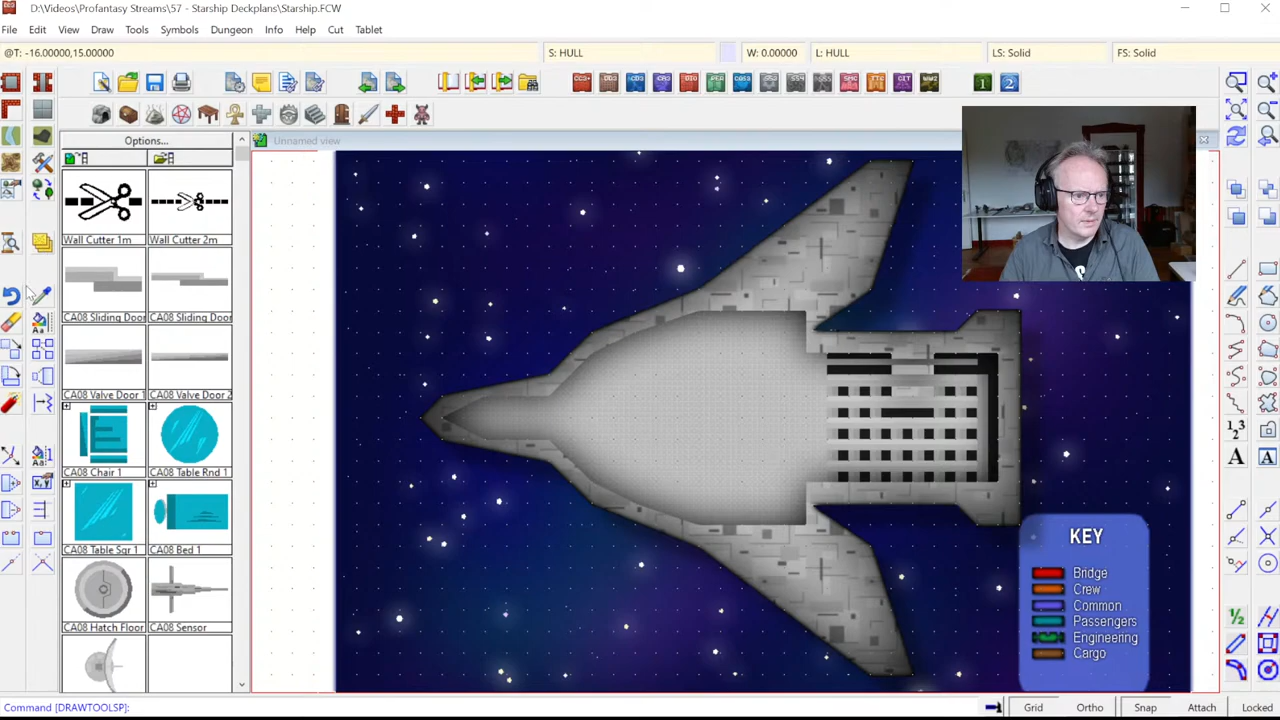 D:\Videos\Profantasy Streams\57 - Starship Deckplans\Starship.FCW
File Edit View Draw Tools Symbols Dungeon Info Help Cut Tablet
@T: -16.00000,15.00000 S: HULL W: 0.00000 L: HULL LS: Solid FS: Solid
Options...
Unnamed view
Wall Cutter 1m Wall Cutter 2m
CA08 Sliding Door CA08 Sliding Door
CA08 Valve Door 1 CA08 Valve Door 2
CA08 Chair 1 CA08 Table Rnd 1
CA08 Table Sqr 1 CA08 Bed 1
CA08 Hatch Floor CA08 Sensor
KEY
Bridge
Crew
Common
Passengers
Engineering
Cargo
Command [DRAWTOOLSP]:
Grid Ortho Snap Attach Locked